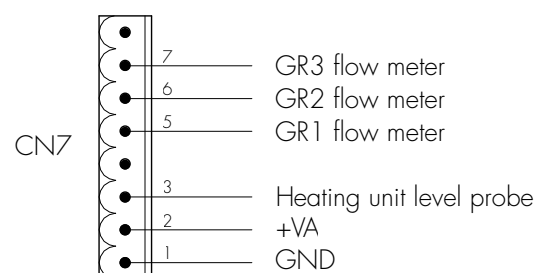 7 GR3 flow meter
6 GR2 flow meter
5 GR1 flow meter
CN7
3 Heating unit level probe
2 +VA
1 GND